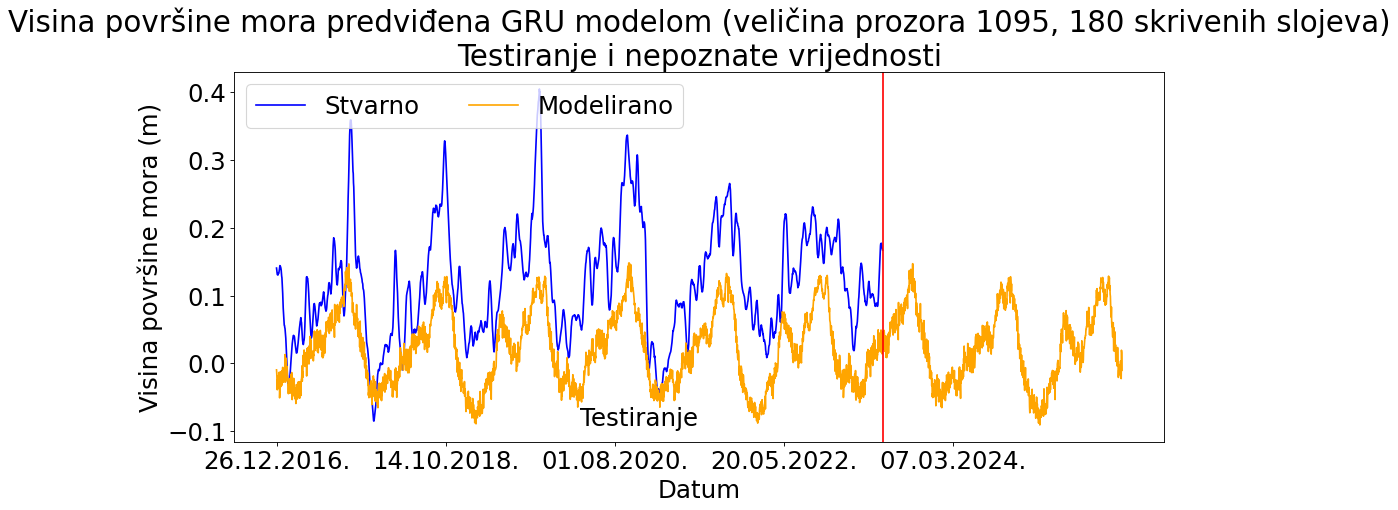 Visina površine mora predviđena GRU modelom (veličina prozora 1095, 180 skrivenih slojeva)
Testiranje i nepoznate vrijednosti
Stvarno Modelirano
Visina površine mora (m)
0.4
0.3
0.2
0.1
0.0
−0.1
Testiranje
26.12.2016. 14.10.2018. 01.08.2020. 20.05.2022. 07.03.2024.
Datum